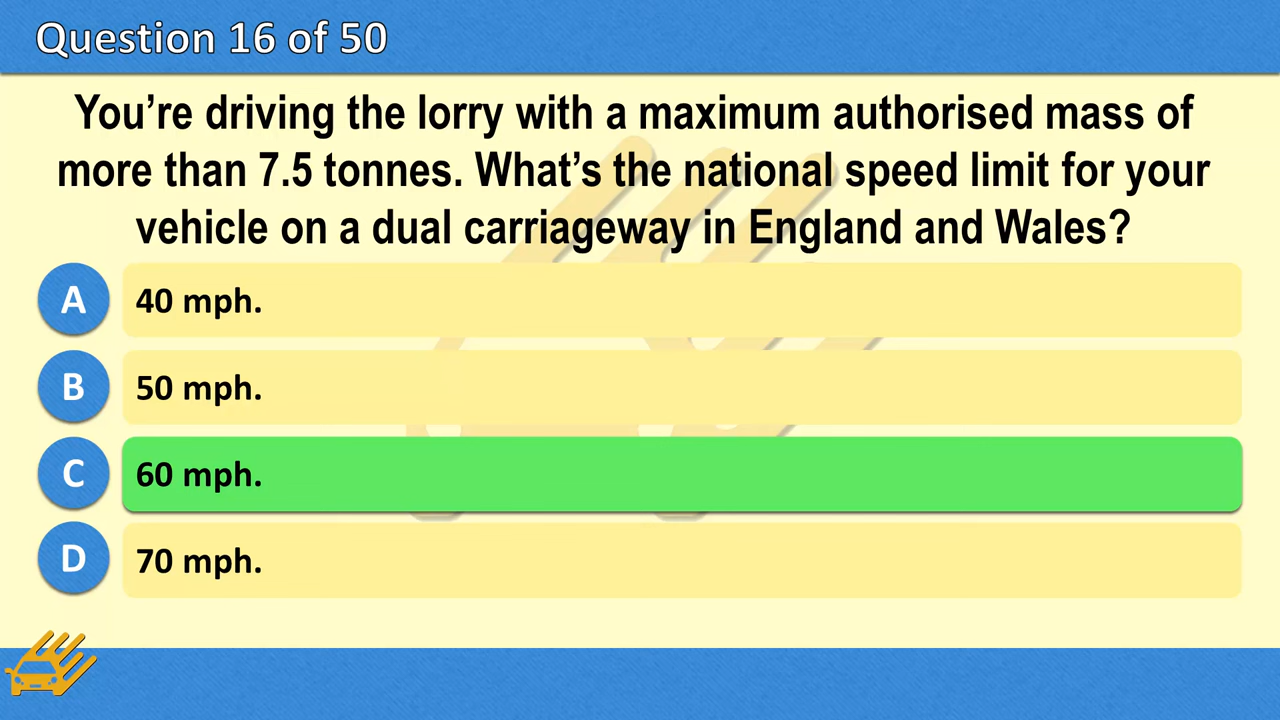 Question 16 of 50
You’re driving the lorry with a maximum authorised mass of
more than 7.5 tonnes. What’s the national speed limit for your
vehicle on a dual carriageway in England and Wales?
A 40 mph.
B 50 mph.
C 60 mph.
D 70 mph.